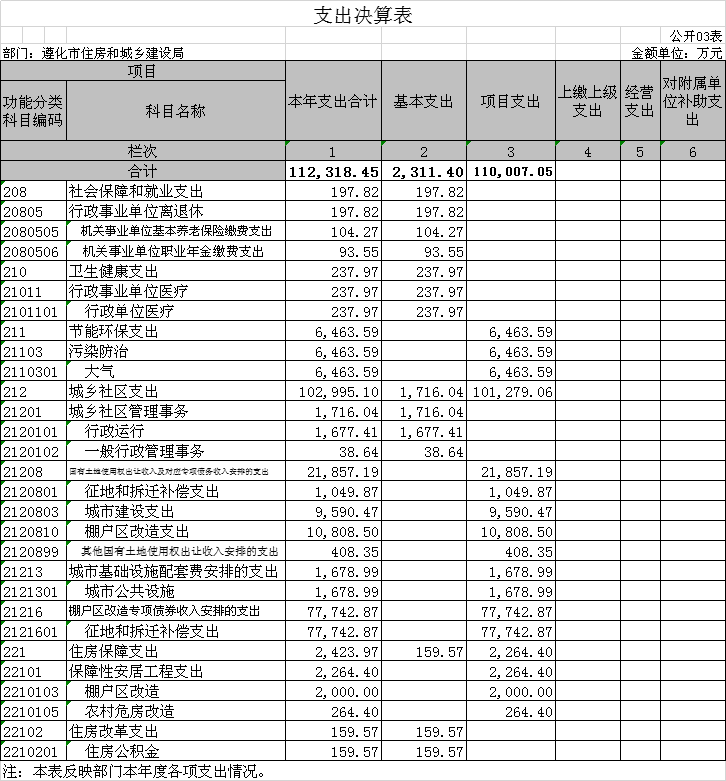 支出决算表
公开03表
部门：遵化市住房和城乡建设局 金额单位：万元
项目 本年支出合计 基本支出 项目支出 上缴上级支出 经营支出 对附属单位补助支出
功能分类科目编码 科目名称
栏次 1 2 3 4 5 6
合计 112,318.45 2,311.40 110,007.05
208 社会保障和就业支出 197.82 197.82
20805 行政事业单位离退休 197.82 197.82
2080505 机关事业单位基本养老保险缴费支出 104.27 104.27
2080506 机关事业单位职业年金缴费支出 93.55 93.55
210 卫生健康支出 237.97 237.97
21011 行政事业单位医疗 237.97 237.97
2101101 行政单位医疗 237.97 237.97
211 节能环保支出 6,463.59 6,463.59
21103 污染防治 6,463.59 6,463.59
2110301 大气 6,463.59 6,463.59
212 城乡社区支出 102,995.10 1,716.04 101,279.06
21201 城乡社区管理事务 1,716.04 1,716.04
2120101 行政运行 1,677.41 1,677.41
2120102 一般行政管理事务 38.64 38.64
21208 国有土地使用权出让收入及对应专项债务收入安排的支出 21,857.19 21,857.19
2120801 征地和拆迁补偿支出 1,049.87 1,049.87
2120803 城市建设支出 9,590.47 9,590.47
2120810 棚户区改造支出 10,808.50 10,808.50
2120899 其他国有土地使用权出让收入安排的支出 408.35 408.35
21213 城市基础设施配套费安排的支出 1,678.99 1,678.99
2121301 城市公共设施 1,678.99 1,678.99
21216 棚户区改造专项债券收入安排的支出 77,742.87 77,742.87
2121601 征地和拆迁补偿支出 77,742.87 77,742.87
221 住房保障支出 2,423.97 159.57 2,264.40
22101 保障性安居工程支出 2,264.40 2,264.40
2210103 棚户区改造 2,000.00 2,000.00
2210105 农村危房改造 264.40 264.40
22102 住房改革支出 159.57 159.57
2210201 住房公积金 159.57 159.57
注：本表反映部门本年度各项支出情况。